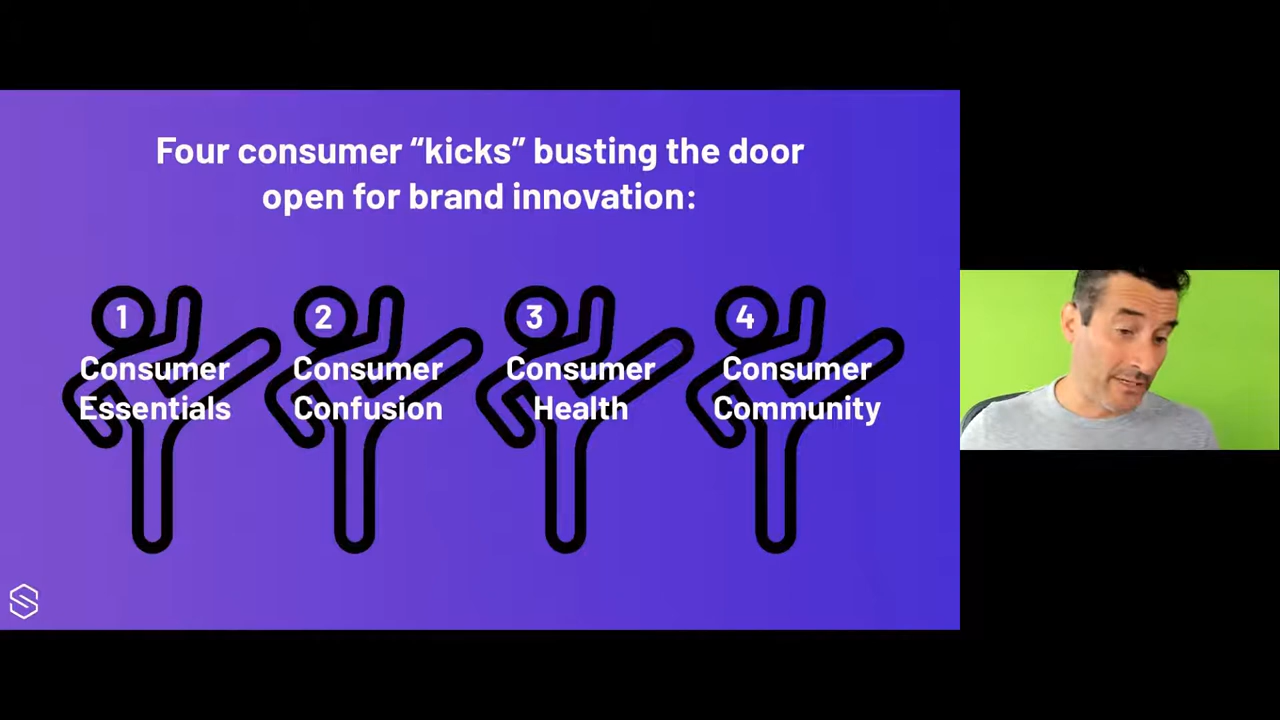 Four consumer “kicks” busting the door
open for brand innovation:
1
2
3
4
Consumer
Essentials
Consumer
Confusion
Consumer
Health
Consumer
Community